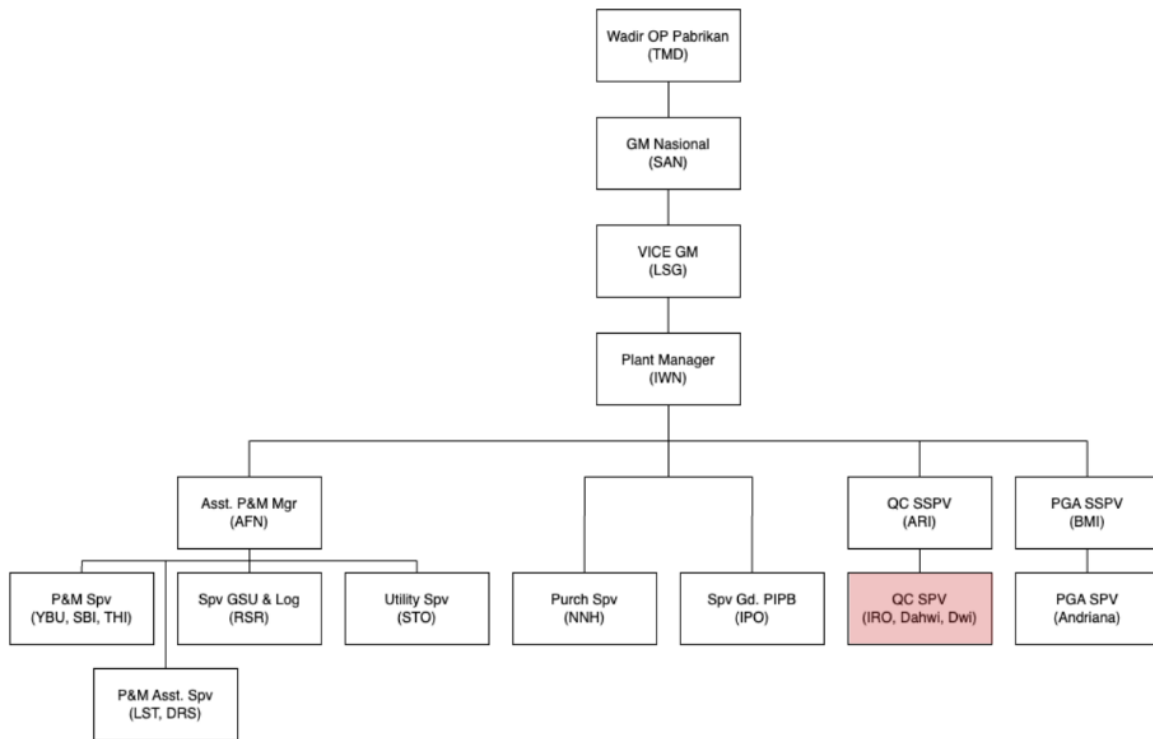 Wadir OP Pabrikan
(TMD)
GM Nasional
(SAN)
VICE GM
(LSG)
Plant Manager
(IWN)
Asst. P&M Mgr
(AFN)
QC SSPV
(ARI)
PGA SSPV
(BMI)
P&M Spv
(YBU, SBI, THI)
Spv GSU & Log
(RSR)
Utility Spv
(STO)
Purch Spv
(NNH)
Spv Gd. PIPB
(IPO)
QC SPV
(IRO, Dahwi, Dwi)
PGA SPV
(Andriana)
P&M Asst. Spv
(LST, DRS)